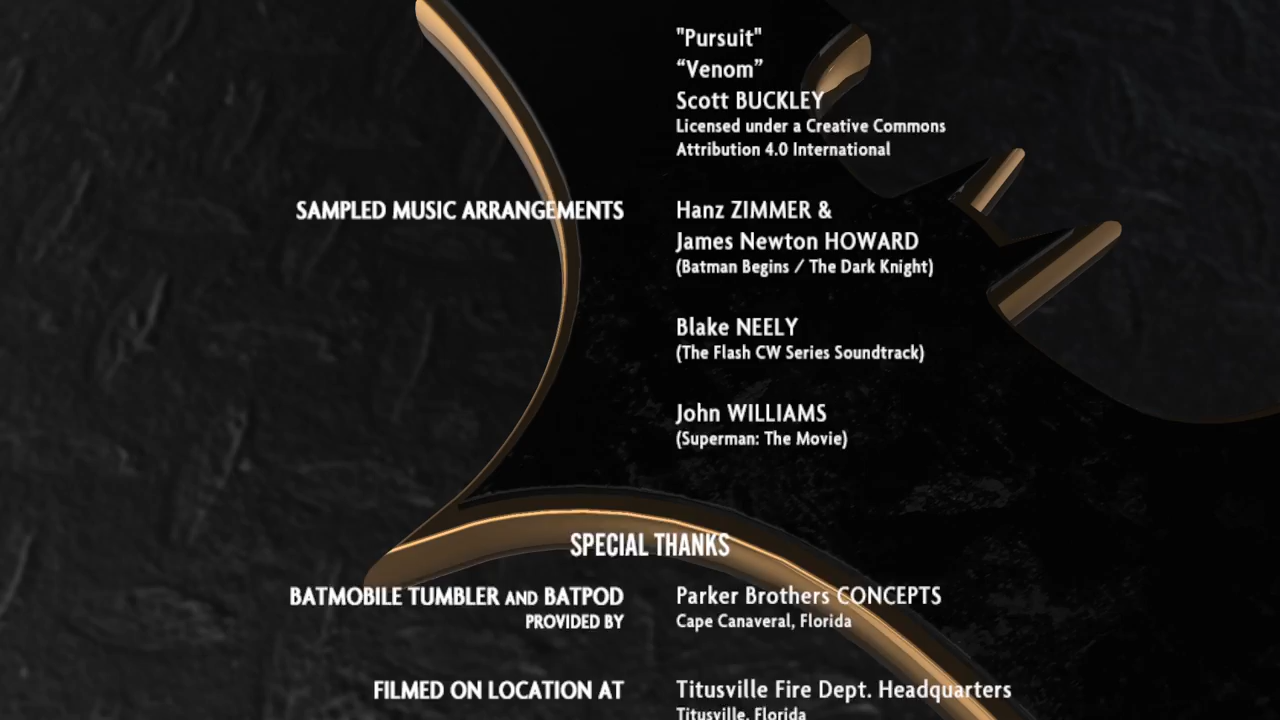 "Pursuit"
“Venom”
Scott BUCKLEY
Licensed under a Creative Commons
Attribution 4.0 International
SAMPLED MUSIC ARRANGEMENTS Hanz ZIMMER &
James Newton HOWARD
(Batman Begins / The Dark Knight)
Blake NEELY
(The Flash CW Series Soundtrack)
John WILLIAMS
(Superman: The Movie)
SPECIAL THANKS
BATMOBILE TUMBLER AND BATPOD Parker Brothers CONCEPTS
PROVIDED BY Cape Canaveral, Florida
FILMED ON LOCATION AT Titusville Fire Dept. Headquarters
Titusville, Florida